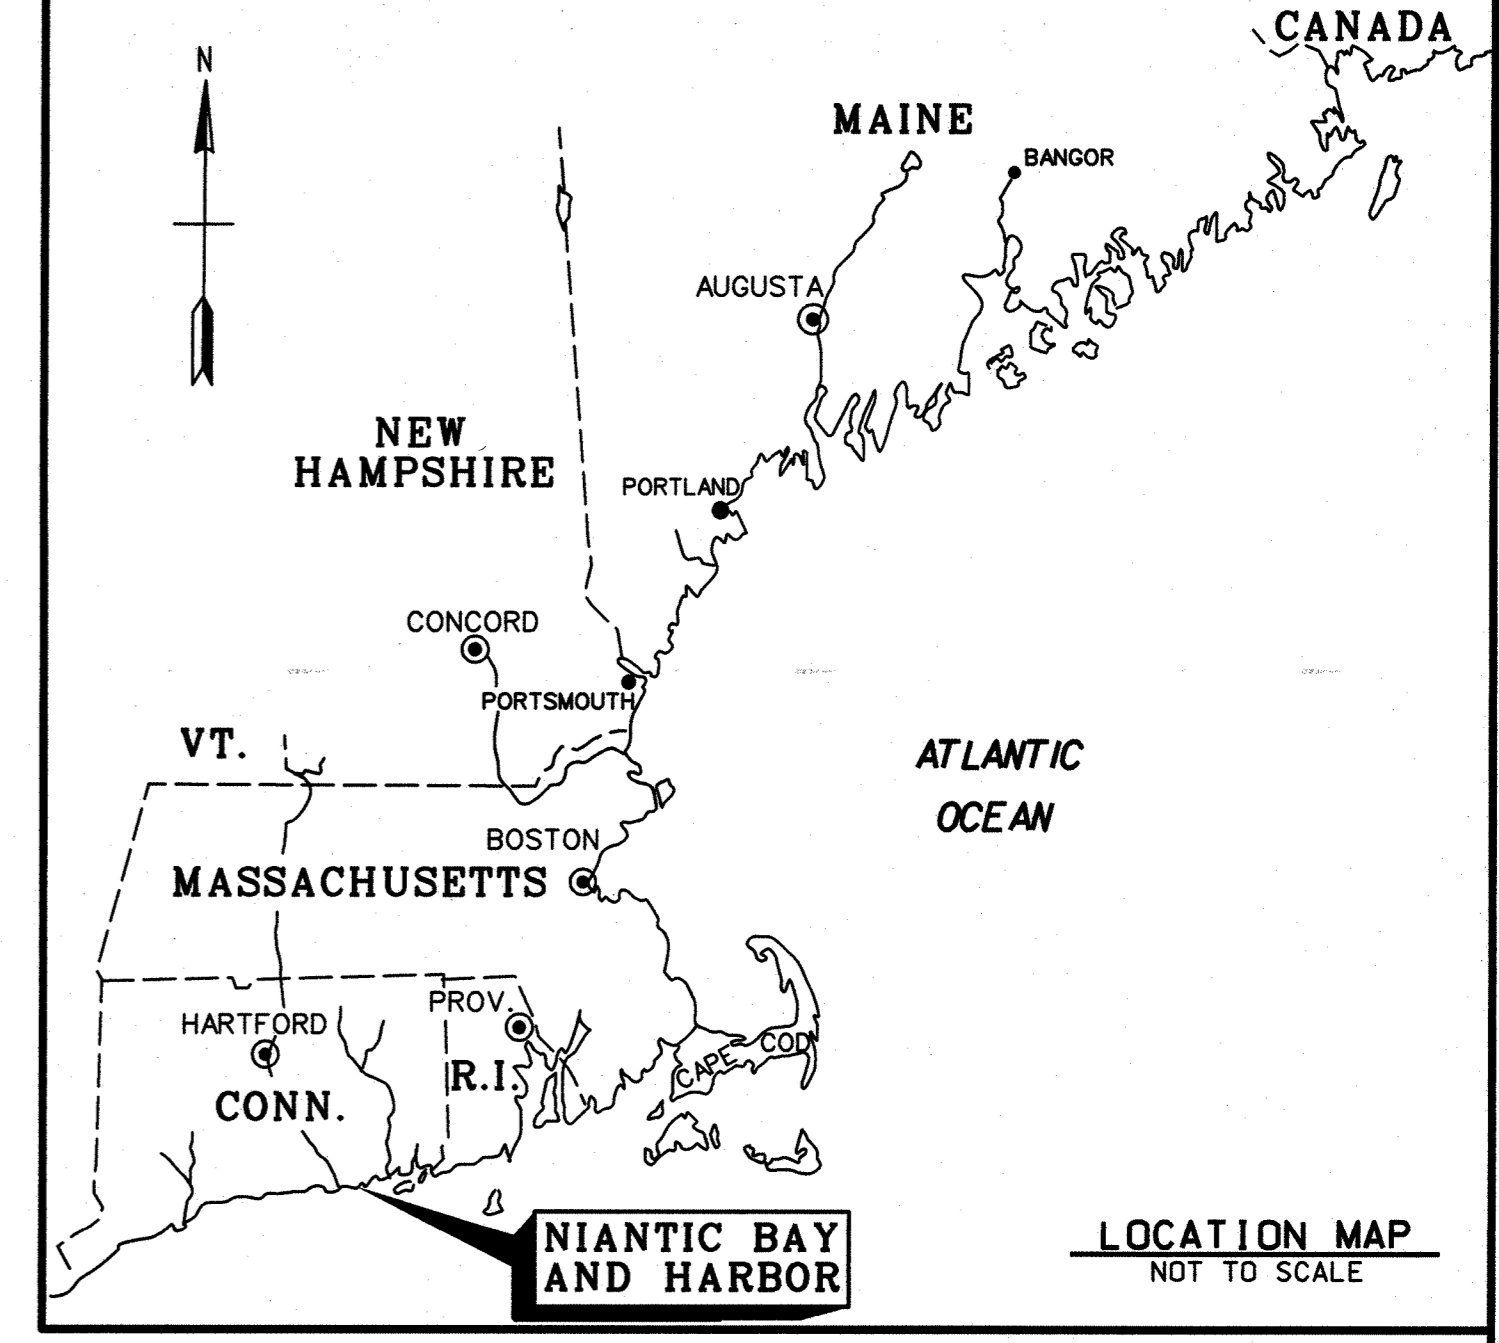 CANADA
N
MAINE
BANGOR
AUGUSTA
NEW
HAMPSHIRE
PORTLAND
CONCORD
PORTSMOUTH
VT.
ATLANTIC
OCEAN
BOSTON
MASSACHUSETTS
PROV.
HARTFORD
CAPE COD
R.I.
CONN.
NIANTIC BAY
AND HARBOR
LOCATION MAP
NOT TO SCALE